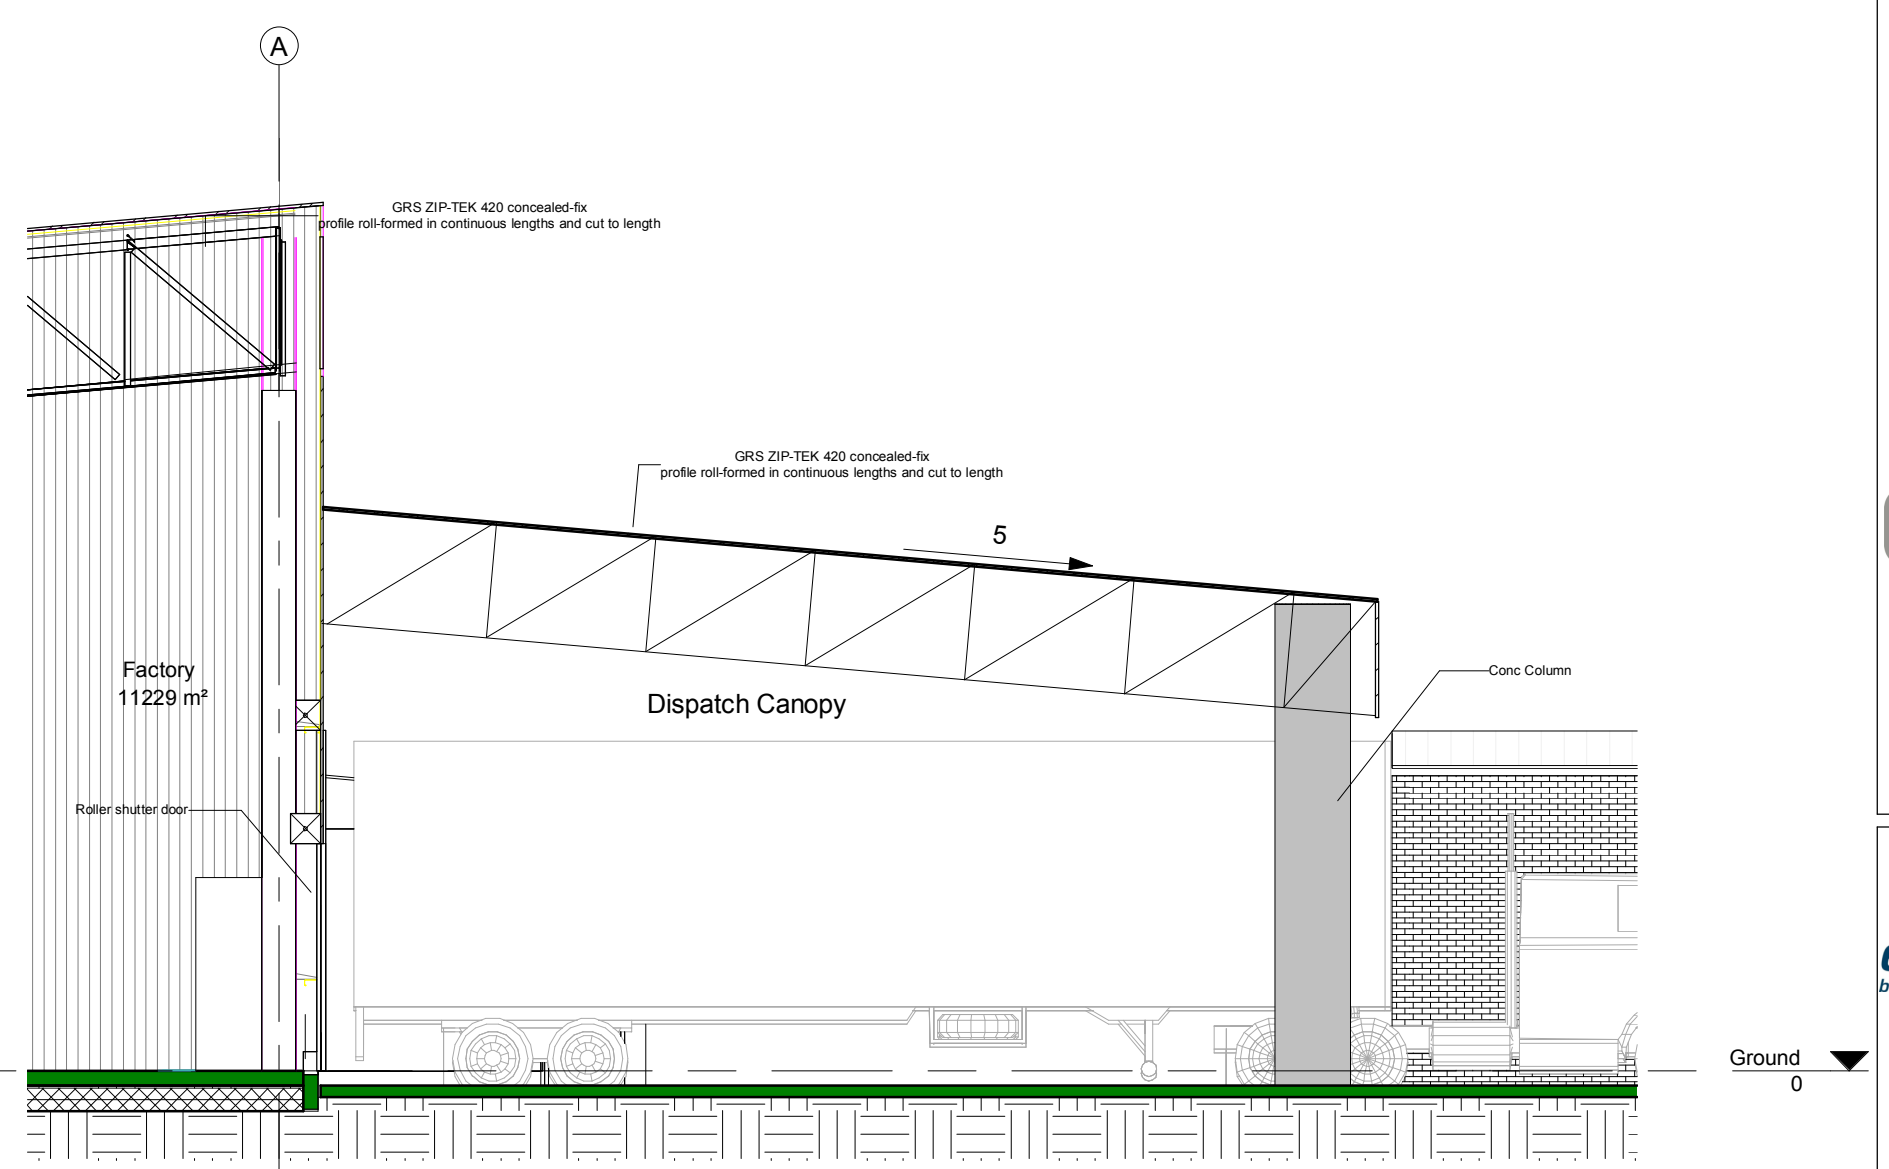 A
GRS ZIP-TEK 420 concealed-fix
profile roll-formed in continuous lengths and cut to length
GRS ZIP-TEK 420 concealed-fix
profile roll-formed in continuous lengths and cut to length
5
Factory
11229 m²
Dispatch Canopy
Conc Column
Roller shutter door
Ground
0